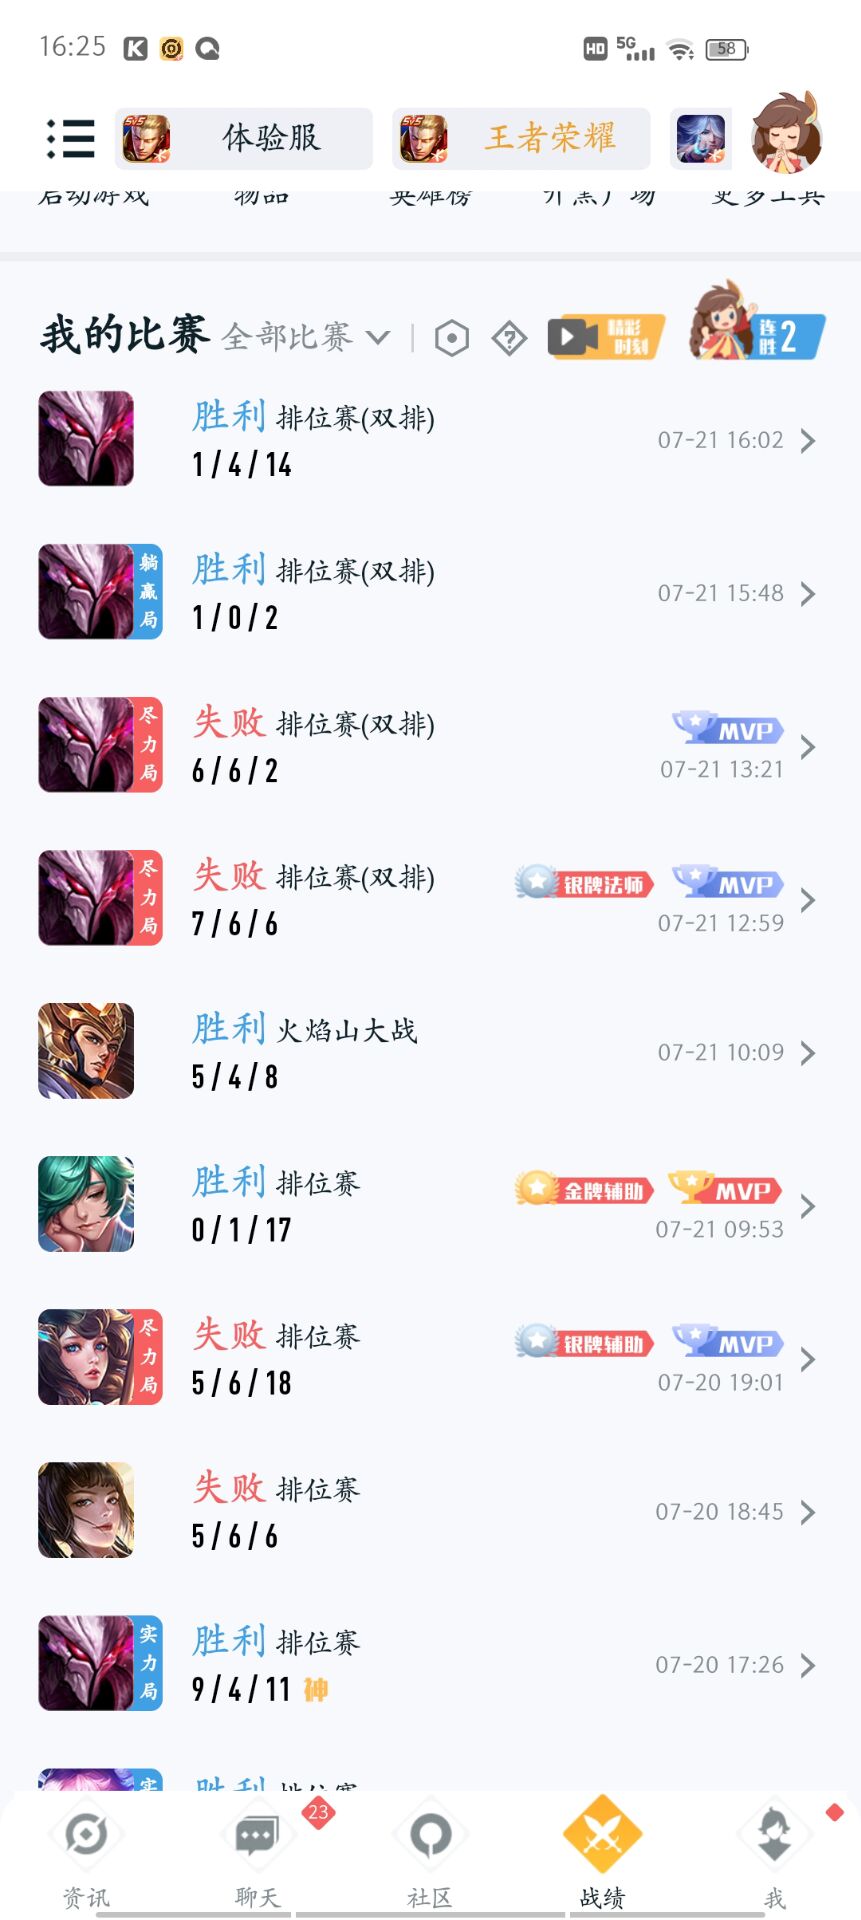 16:25 HD 5G 58
体验服 王者荣耀
启动游戏 物品 英雄榜 开黑广场 更多工具
我的比赛 全部比赛 精彩时刻 连胜2
胜利 排位赛(双排)
1 / 4 / 14
07-21 16:02
躺赢局
胜利 排位赛(双排)
1 / 0 / 2
07-21 15:48
尽力局
失败 排位赛(双排)
6 / 6 / 2
MVP
07-21 13:21
尽力局
失败 排位赛(双排)
7 / 6 / 6
银牌法师 MVP
07-21 12:59
胜利 火焰山大战
5 / 4 / 8
07-21 10:09
胜利 排位赛
0 / 1 / 17
金牌辅助 MVP
07-21 09:53
尽力局
失败 排位赛
5 / 6 / 18
银牌辅助 MVP
07-20 19:01
失败 排位赛
5 / 6 / 6
07-20 18:45
实力局
胜利 排位赛
9 / 4 / 11 神
07-20 17:26
实
胜利 排位赛
23
资讯 聊天 社区 战绩 我